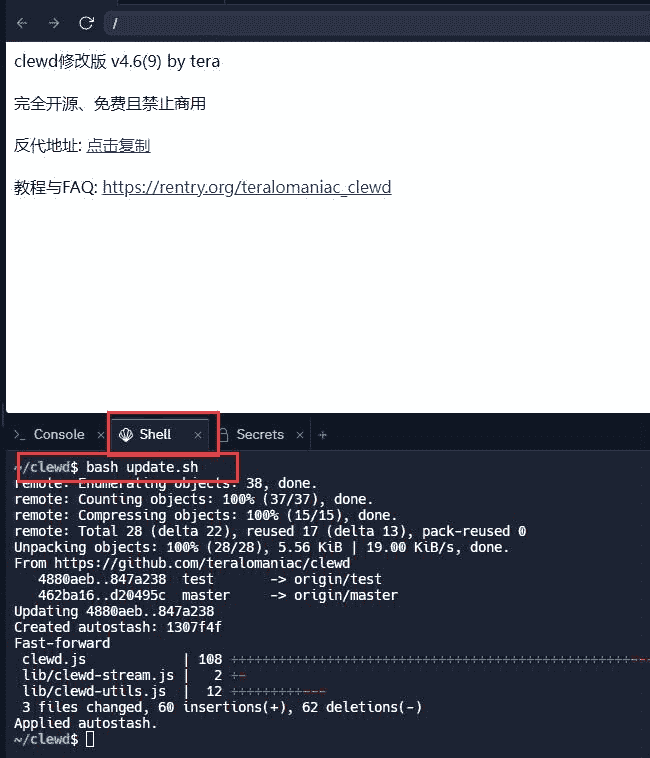 /
clewd修改版 v4.6(9) by tera
完全开源、免费且禁止商用
反代地址: 点击复制
教程与FAQ: https://rentry.org/teralomaniac_clewd
Console × Shell × Secrets × +
~/clewd$ bash update.sh
remote: Enumerating objects: 38, done.
remote: Counting objects: 100% (37/37), done.
remote: Compressing objects: 100% (15/15), done.
remote: Total 28 (delta 22), reused 17 (delta 13), pack-reused 0
Unpacking objects: 100% (28/28), 5.56 KiB | 19.00 KiB/s, done.
From https://github.com/teralomaniac/clewd
   4880aeb..847a238  test       -> origin/test
   462ba16..d20495c  master     -> origin/master
Updating 4880aeb..847a238
Created autostash: 1307f4f
Fast-forward
 clewd.js            | 108 +++++++++++++++++++++++++++++++++++++++++++++++++---
 lib/clewd-stream.js |   2 +-
 lib/clewd-utils.js  |  12 +++++++++---
 3 files changed, 60 insertions(+), 62 deletions(-)
Applied autostash.
~/clewd$